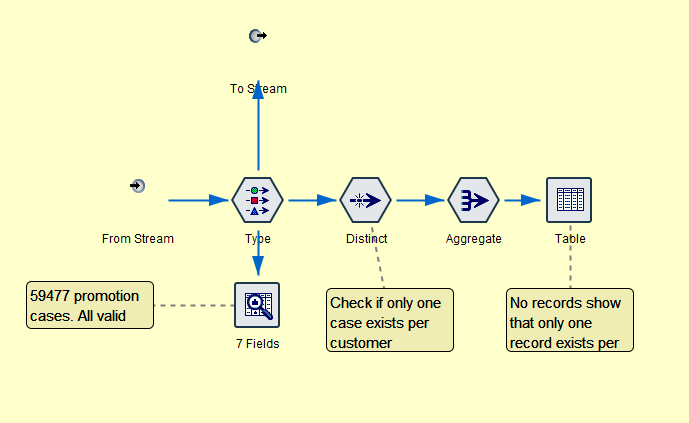 To Stream
From Stream
Type
Distinct
Aggregate
Table
59477 promotion
cases. All valid
7 Fields
Check if only one
case exists per
customer
No records show
that only one
record exists per